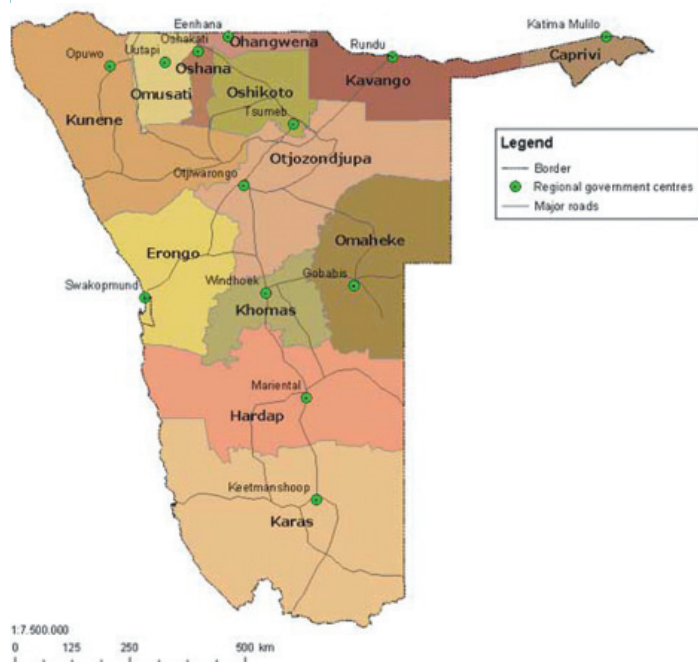 Eenhana
Katima Mulilo
Oshakati
Ohangwena
Opuwo
Uutapi
Rundu
Caprivi
Oshana
Kavango
Omusati
Oshikoto
Kunene
Tsumeb
Legend
Border
Regional government centres
Major roads
Otjozondjupa
Otjiwarongo
Omaheke
Erongo
Windhoek
Gobabis
Swakopmund
Khomas
Mariental
Hardap
Keetmanshoop
Karas
1:7.500.000
0 125 250 500 km